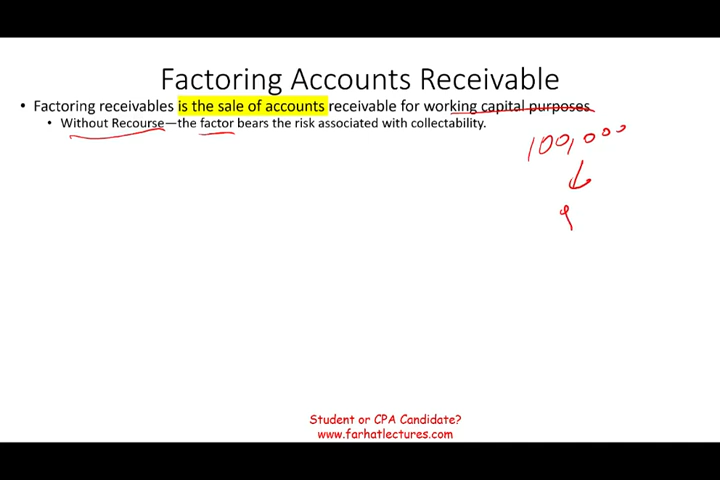 Factoring Accounts Receivable
• Factoring receivables is the sale of accounts receivable for working capital purposes
• Without Recourse—the factor bears the risk associated with collectability.
100,000
9
Student or CPA Candidate?
www.farhatlectures.com